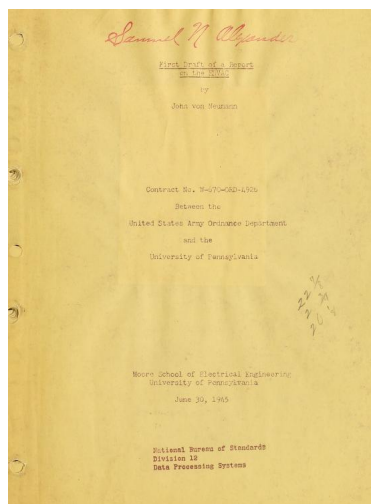 Samuel N Alexander
First Draft of a Report
on the EDVAC
by
John von Neumann
Contract No. W-670-ORD-4926
Between the
United States Army Ordnance Department
and the
University of Pennsylvania
Moore School of Electrical Engineering
University of Pennsylvania
June 30, 1945
National Bureau of Standards
Division 12
Data Processing Systems